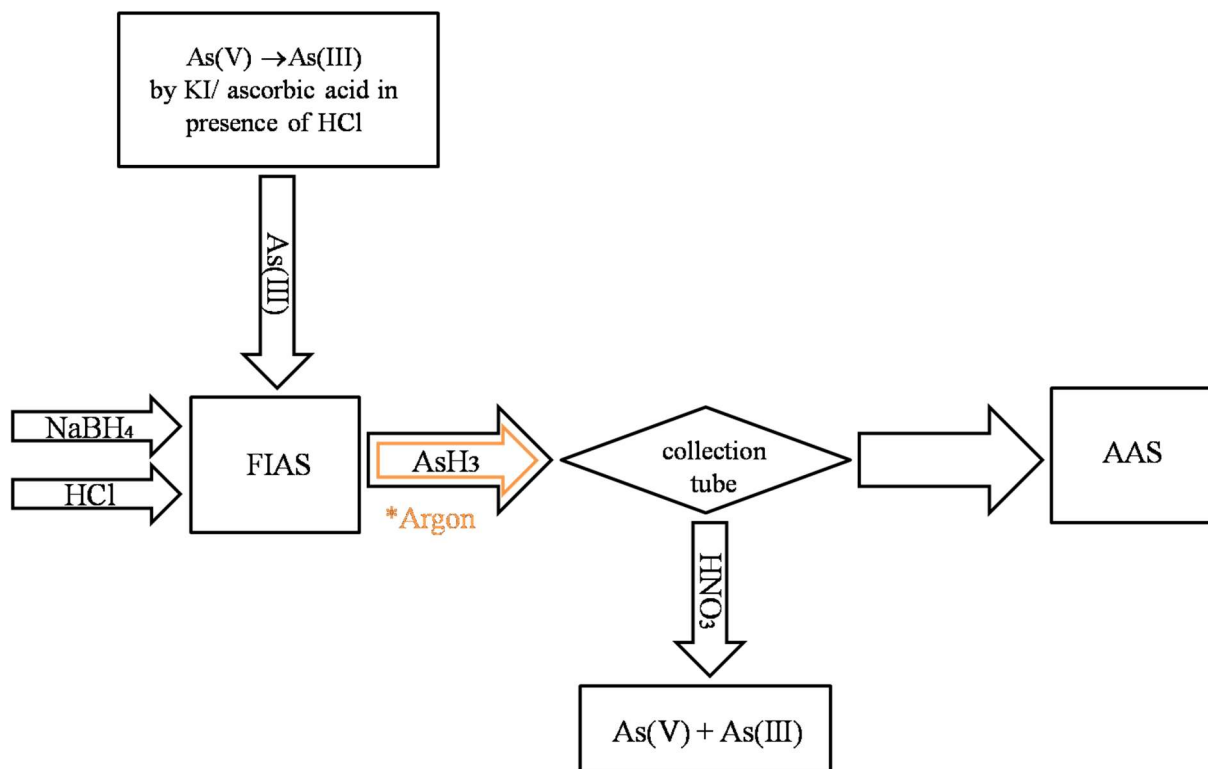 As(V) →As(III)
by KI/ ascorbic acid in
presence of HCl
As(III)
NaBH₄
HCl
FIAS
AsH₃
*Argon
collection
tube
AAS
HNO₃
As(V) + As(III)